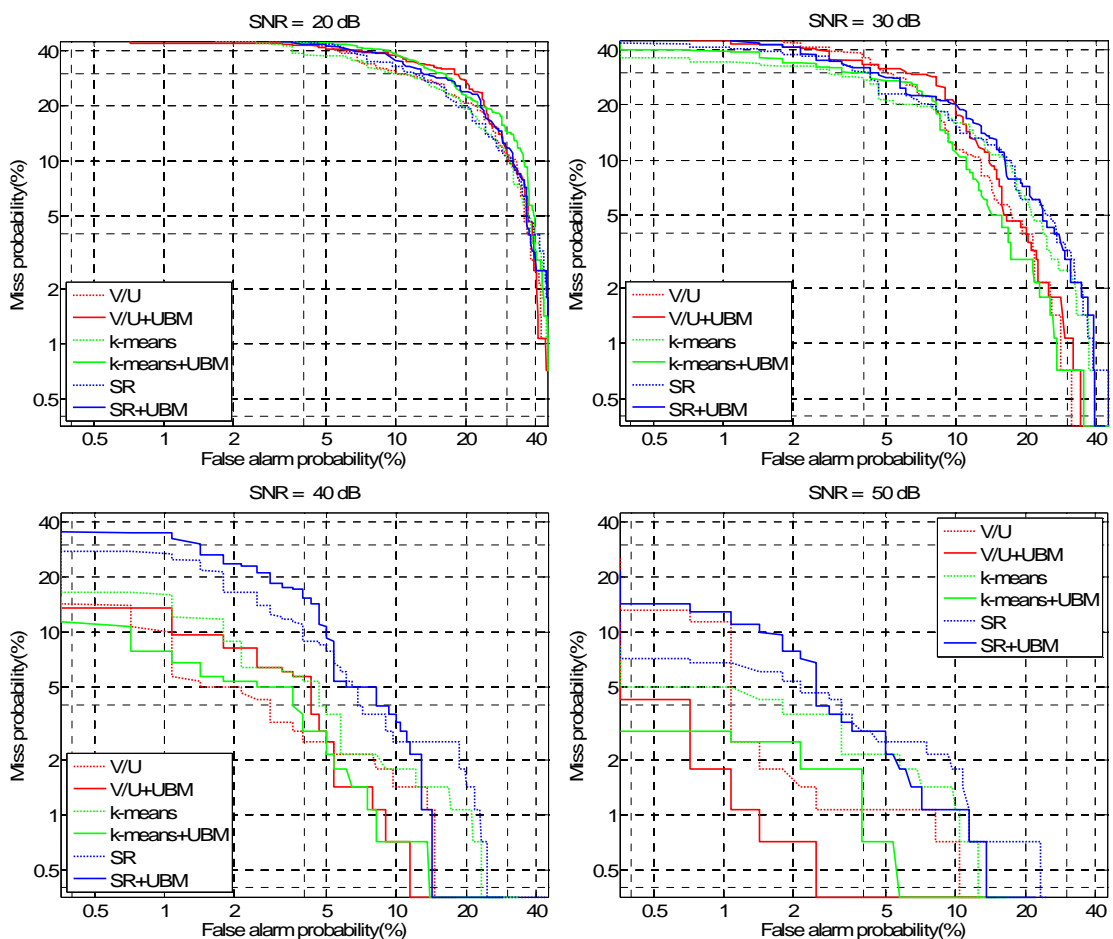 SNR = 20 dB
Miss probability(%)
40
20
10
5
2
1
0.5
V/U
V/U+UBM
k-means
k-means+UBM
SR
SR+UBM
0.5 1 2 5 10 20 40
False alarm probability(%)
SNR = 30 dB
Miss probability(%)
40
20
10
5
2
1
0.5
V/U
V/U+UBM
k-means
k-means+UBM
SR
SR+UBM
0.5 1 2 5 10 20 40
False alarm probability(%)
SNR = 40 dB
Miss probability(%)
40
20
10
5
2
1
0.5
V/U
V/U+UBM
k-means
k-means+UBM
SR
SR+UBM
0.5 1 2 5 10 20 40
False alarm probability(%)
SNR = 50 dB
Miss probability(%)
40
20
10
5
2
1
0.5
V/U
V/U+UBM
k-means
k-means+UBM
SR
SR+UBM
0.5 1 2 5 10 20 40
False alarm probability(%)